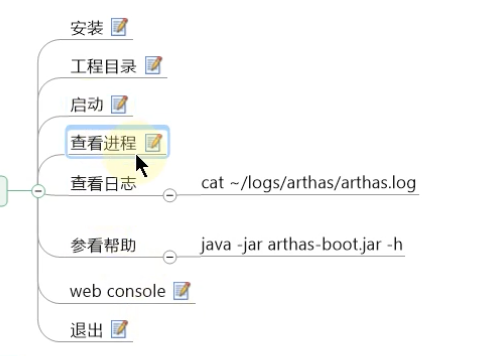 安装
工程目录
启动
查看进程
查看日志
cat ~/logs/arthas/arthas.log
参看帮助
java -jar arthas-boot.jar -h
web console
退出